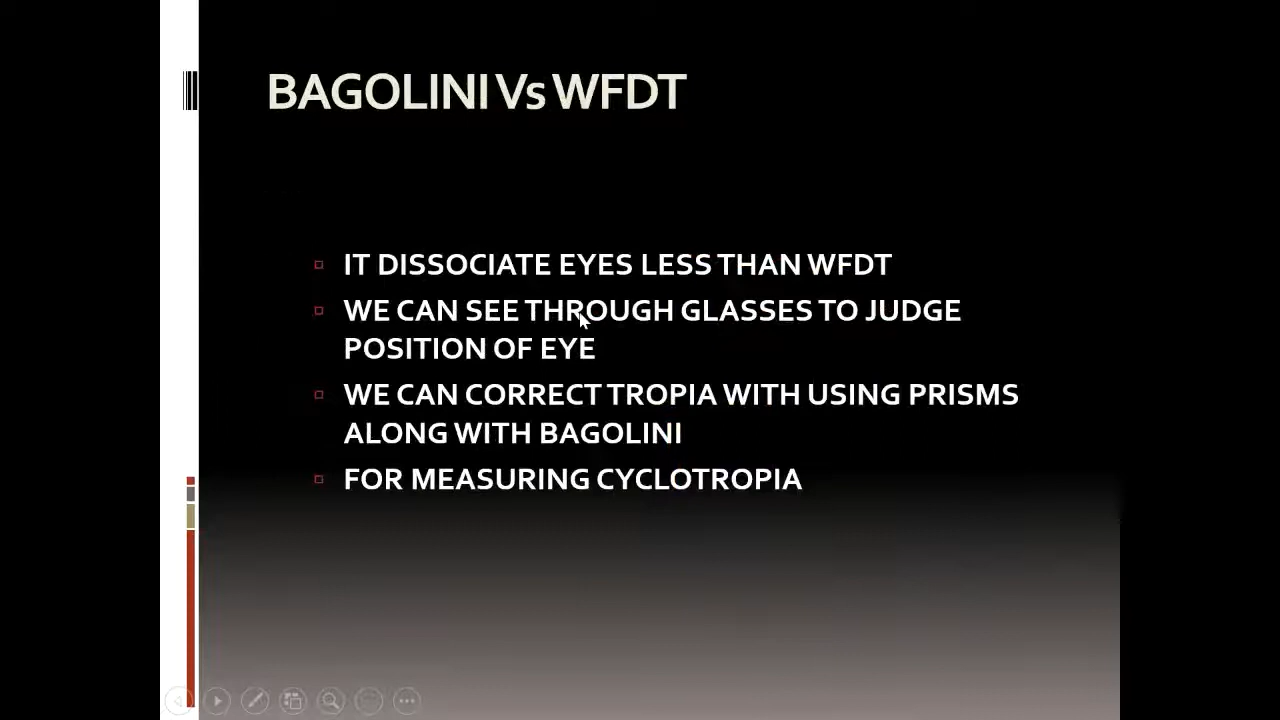 BAGOLINI Vs WFDT
IT DISSOCIATE EYES LESS THAN WFDT
WE CAN SEE THROUGH GLASSES TO JUDGE
POSITION OF EYE
WE CAN CORRECT TROPIA WITH USING PRISMS
ALONG WITH BAGOLINI
FOR MEASURING CYCLOTROPIA